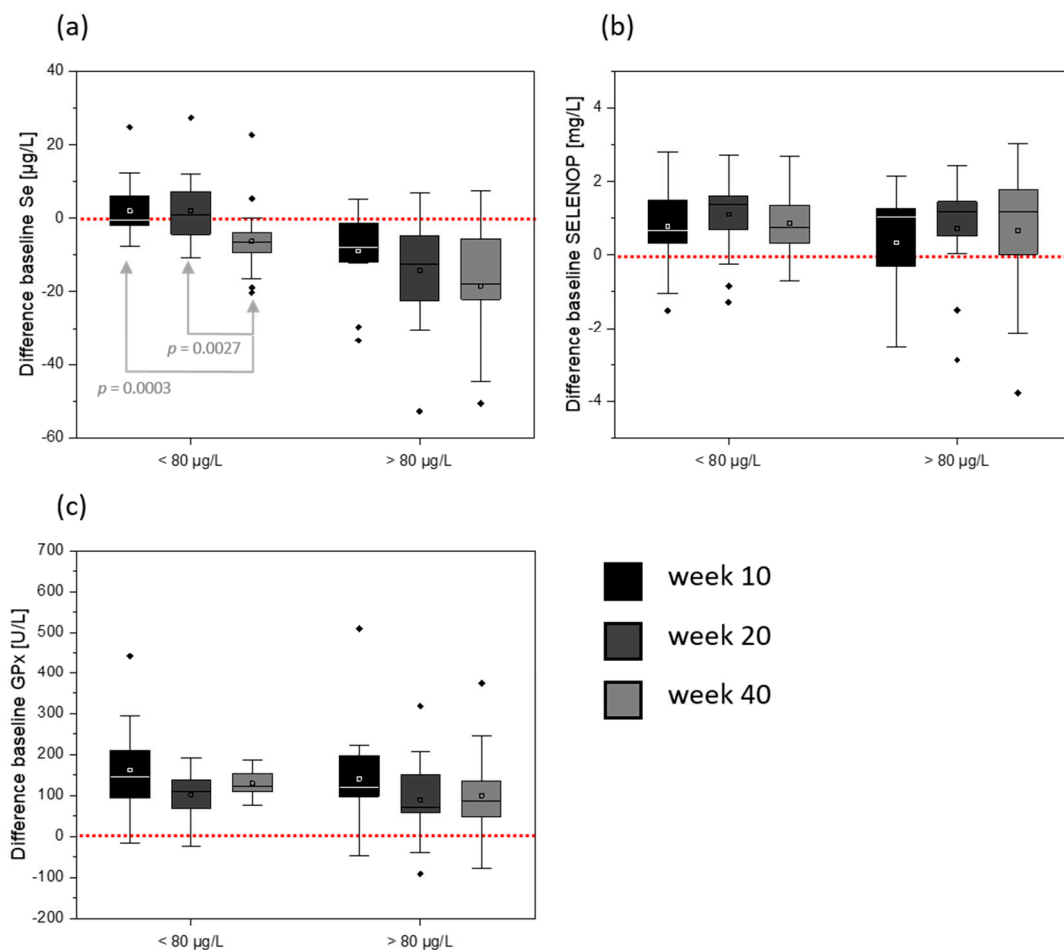 (a)
Difference baseline Se [µg/L]
40
20
0
-20
-40
-60
p = 0.0027
p = 0.0003
< 80 µg/L
> 80 µg/L
(b)
Difference baseline SELENOP [mg/L]
4
2
0
-2
-4
< 80 µg/L
> 80 µg/L
(c)
Difference baseline GPx [U/L]
700
600
500
400
300
200
100
0
-100
-200
< 80 µg/L
> 80 µg/L
week 10
week 20
week 40